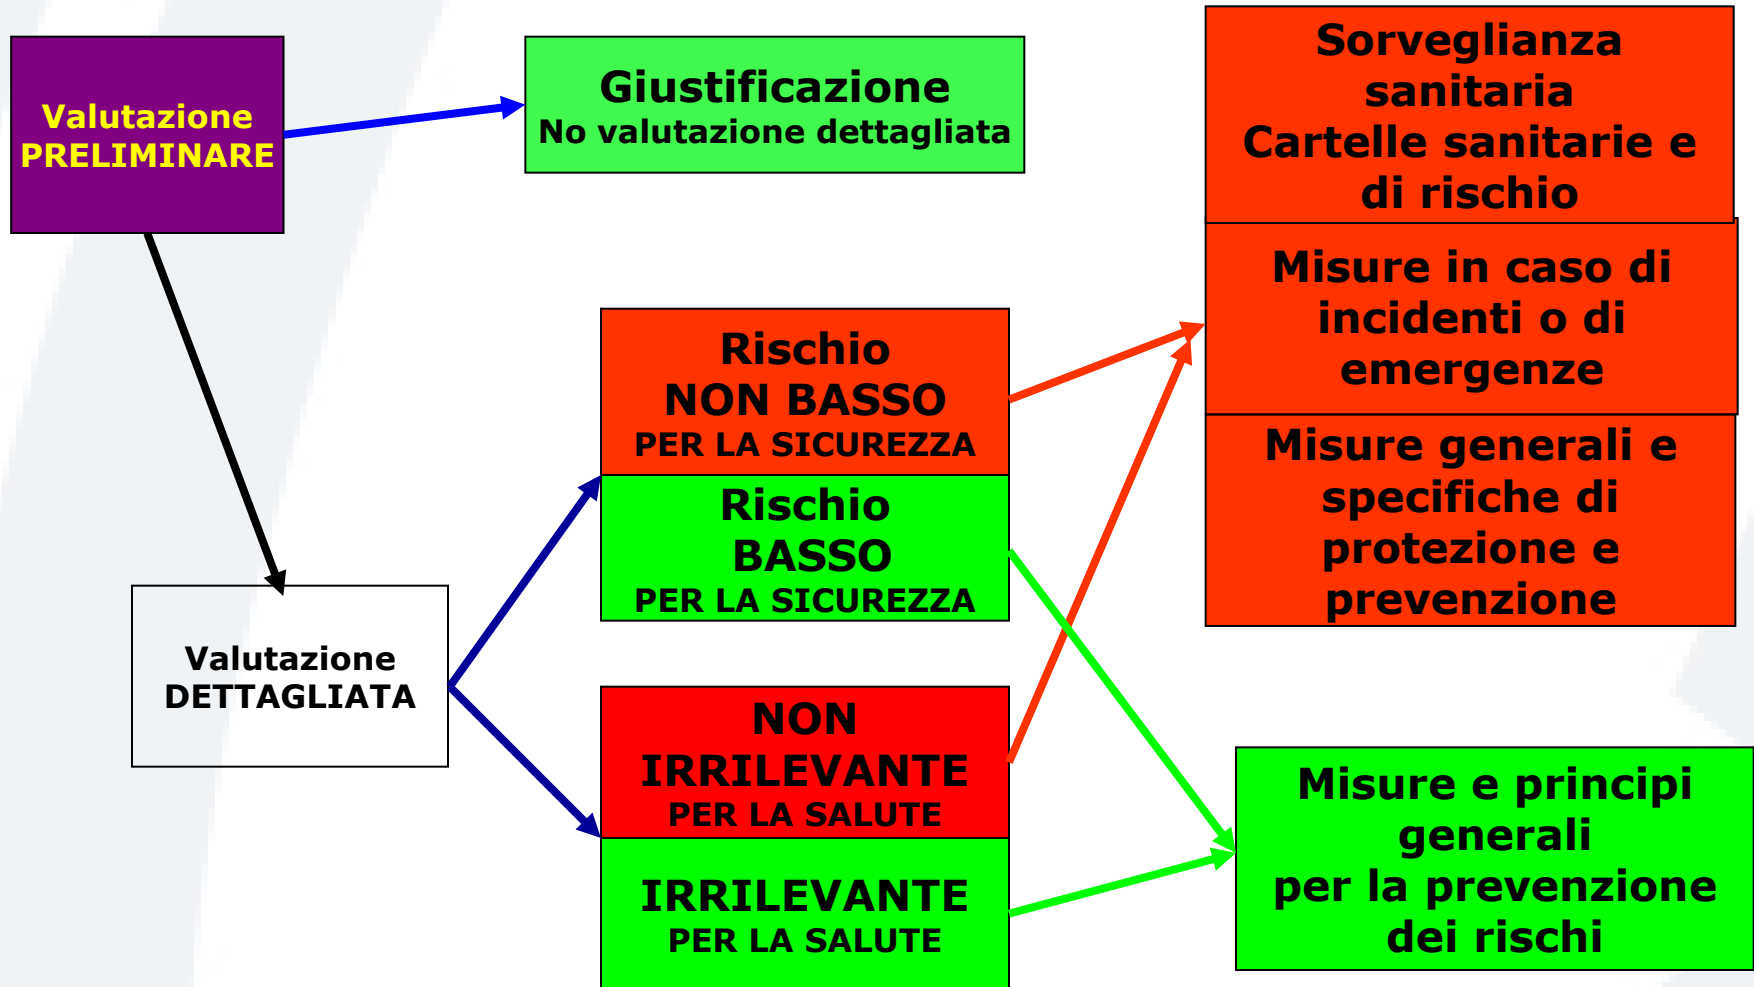 Valutazione
PRELIMINARE
Giustificazione
No valutazione dettagliata
Sorveglianza
sanitaria
Cartelle sanitarie e
di rischio
Misure in caso di
incidenti o di
emergenze
Misure generali e
specifiche di
protezione e
prevenzione
Rischio
NON BASSO
PER LA SICUREZZA
Rischio
BASSO
PER LA SICUREZZA
Valutazione
DETTAGLIATA
NON
IRRILEVANTE
PER LA SALUTE
IRRILEVANTE
PER LA SALUTE
Misure e principi
generali
per la prevenzione
dei rischi